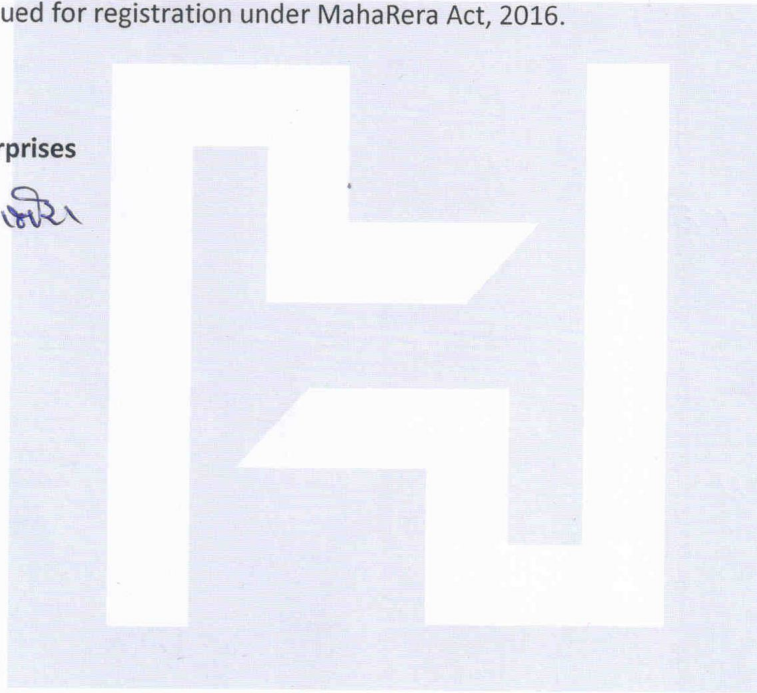 ued for registration under MahaRera Act, 2016.
rprises